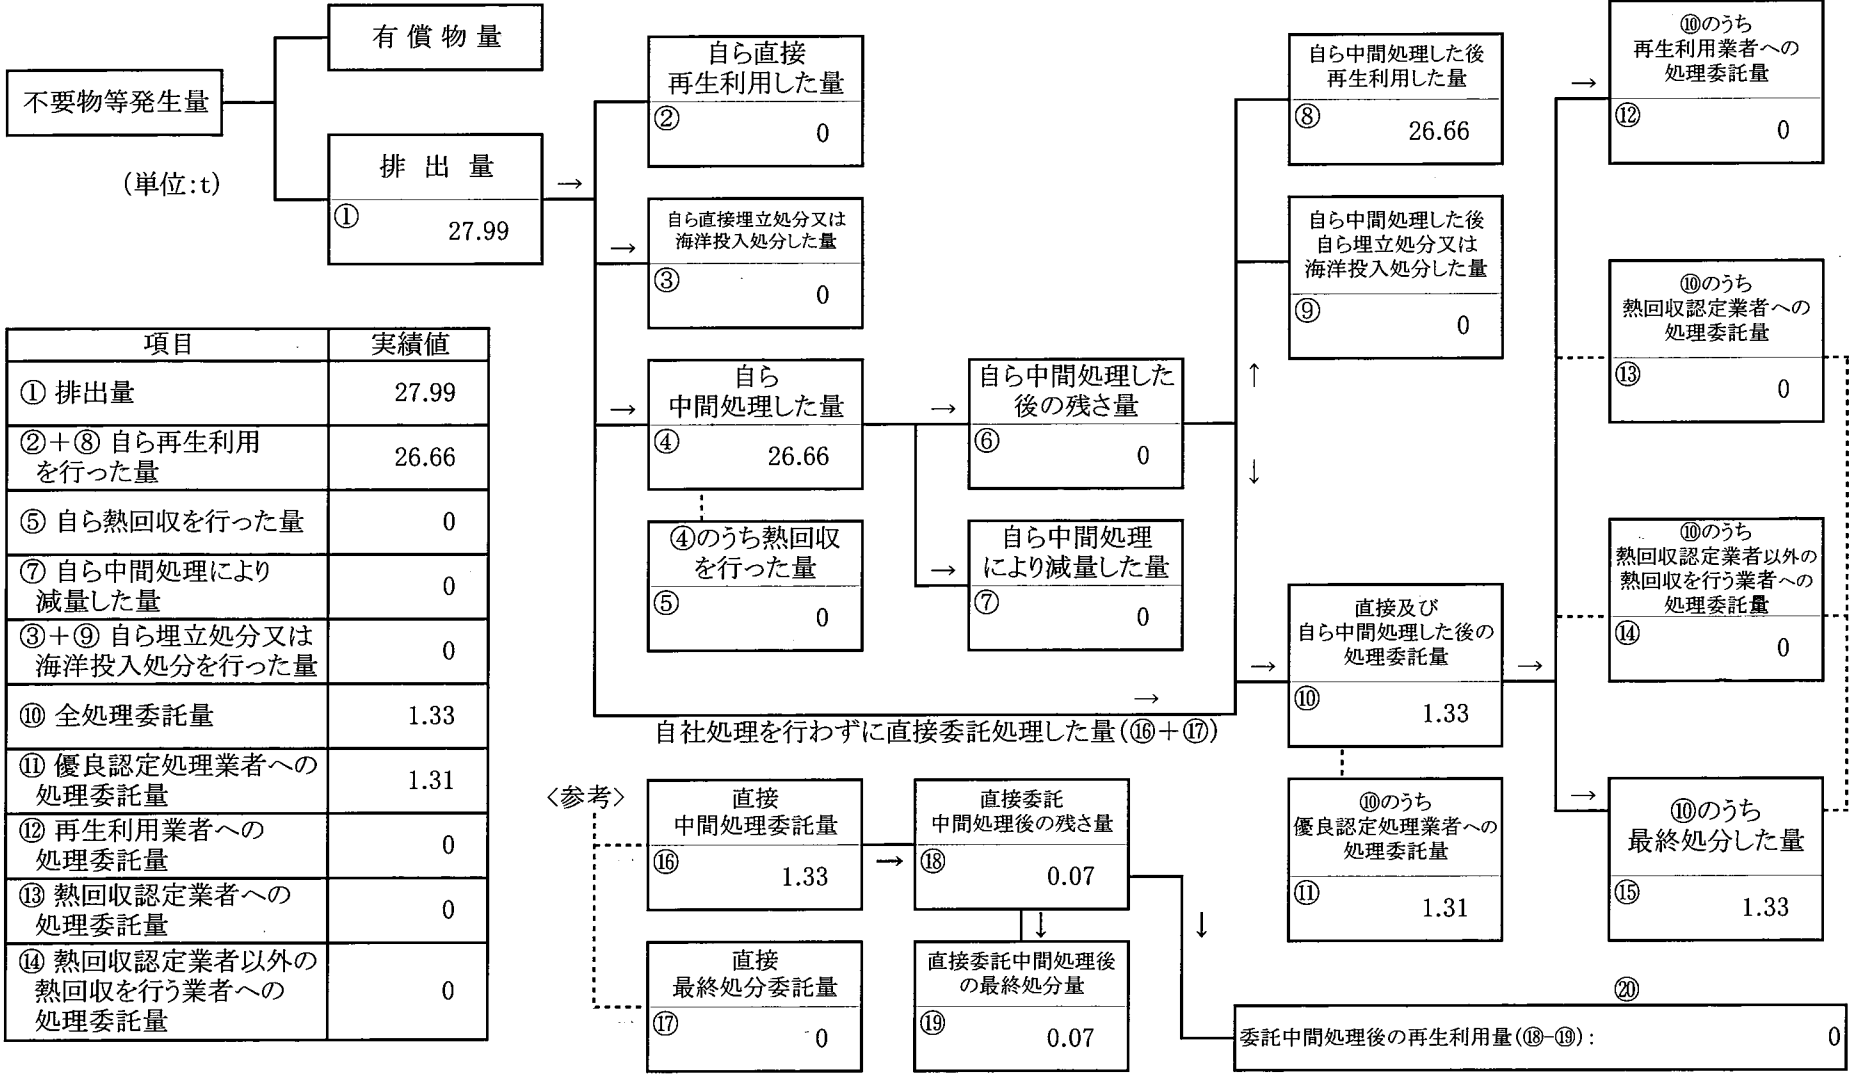 不要物等発生量
(単位:t)
有償物量
排出量
① 27.99
自ら直接
再生利用した量
② 0
自ら直接埋立処分又は
海洋投入処分した量
③ 0
自ら
中間処理した量
④ 26.66
④のうち熱回収
を行った量
⑤ 0
自ら中間処理した
後の残さ量
⑥ 0
自ら中間処理
により減量した量
⑦ 0
自ら中間処理した後
再生利用した量
⑧ 26.66
自ら中間処理した後
自ら埋立処分又は
海洋投入処分した量
⑨ 0
直接及び
自ら中間処理した後の
処理委託量
⑩ 1.33
⑩のうち
優良認定処理業者への
処理委託量
⑪ 1.31
⑩のうち
再生利用業者への
処理委託量
⑫ 0
⑩のうち
熱回収認定業者への
処理委託量
⑬ 0
⑩のうち
熱回収認定業者以外の
熱回収を行う業者への
処理委託量
⑭ 0
⑩のうち
最終処分した量
⑮ 1.33
自社処理を行わずに直接委託処理した量(⑯+⑰)
<参考>
直接
中間処理委託量
⑯ 1.33
直接
最終処分委託量
⑰ 0
直接委託
中間処理後の残さ量
⑱ 0.07
直接委託中間処理後
の最終処分量
⑲ 0.07
⑳
委託中間処理後の再生利用量(⑱-⑲): 0
項目 実績値
① 排出量 27.99
②+⑧ 自ら再生利用
を行った量 26.66
⑤ 自ら熱回収を行った量 0
⑦ 自ら中間処理により
減量した量 0
③+⑨ 自ら埋立処分又は
海洋投入処分を行った量 0
⑩ 全処理委託量 1.33
⑪ 優良認定処理業者への
処理委託量 1.31
⑫ 再生利用業者への
処理委託量 0
⑬ 熱回収認定業者への
処理委託量 0
⑭ 熱回収認定業者以外の
熱回収を行う業者への
処理委託量 0